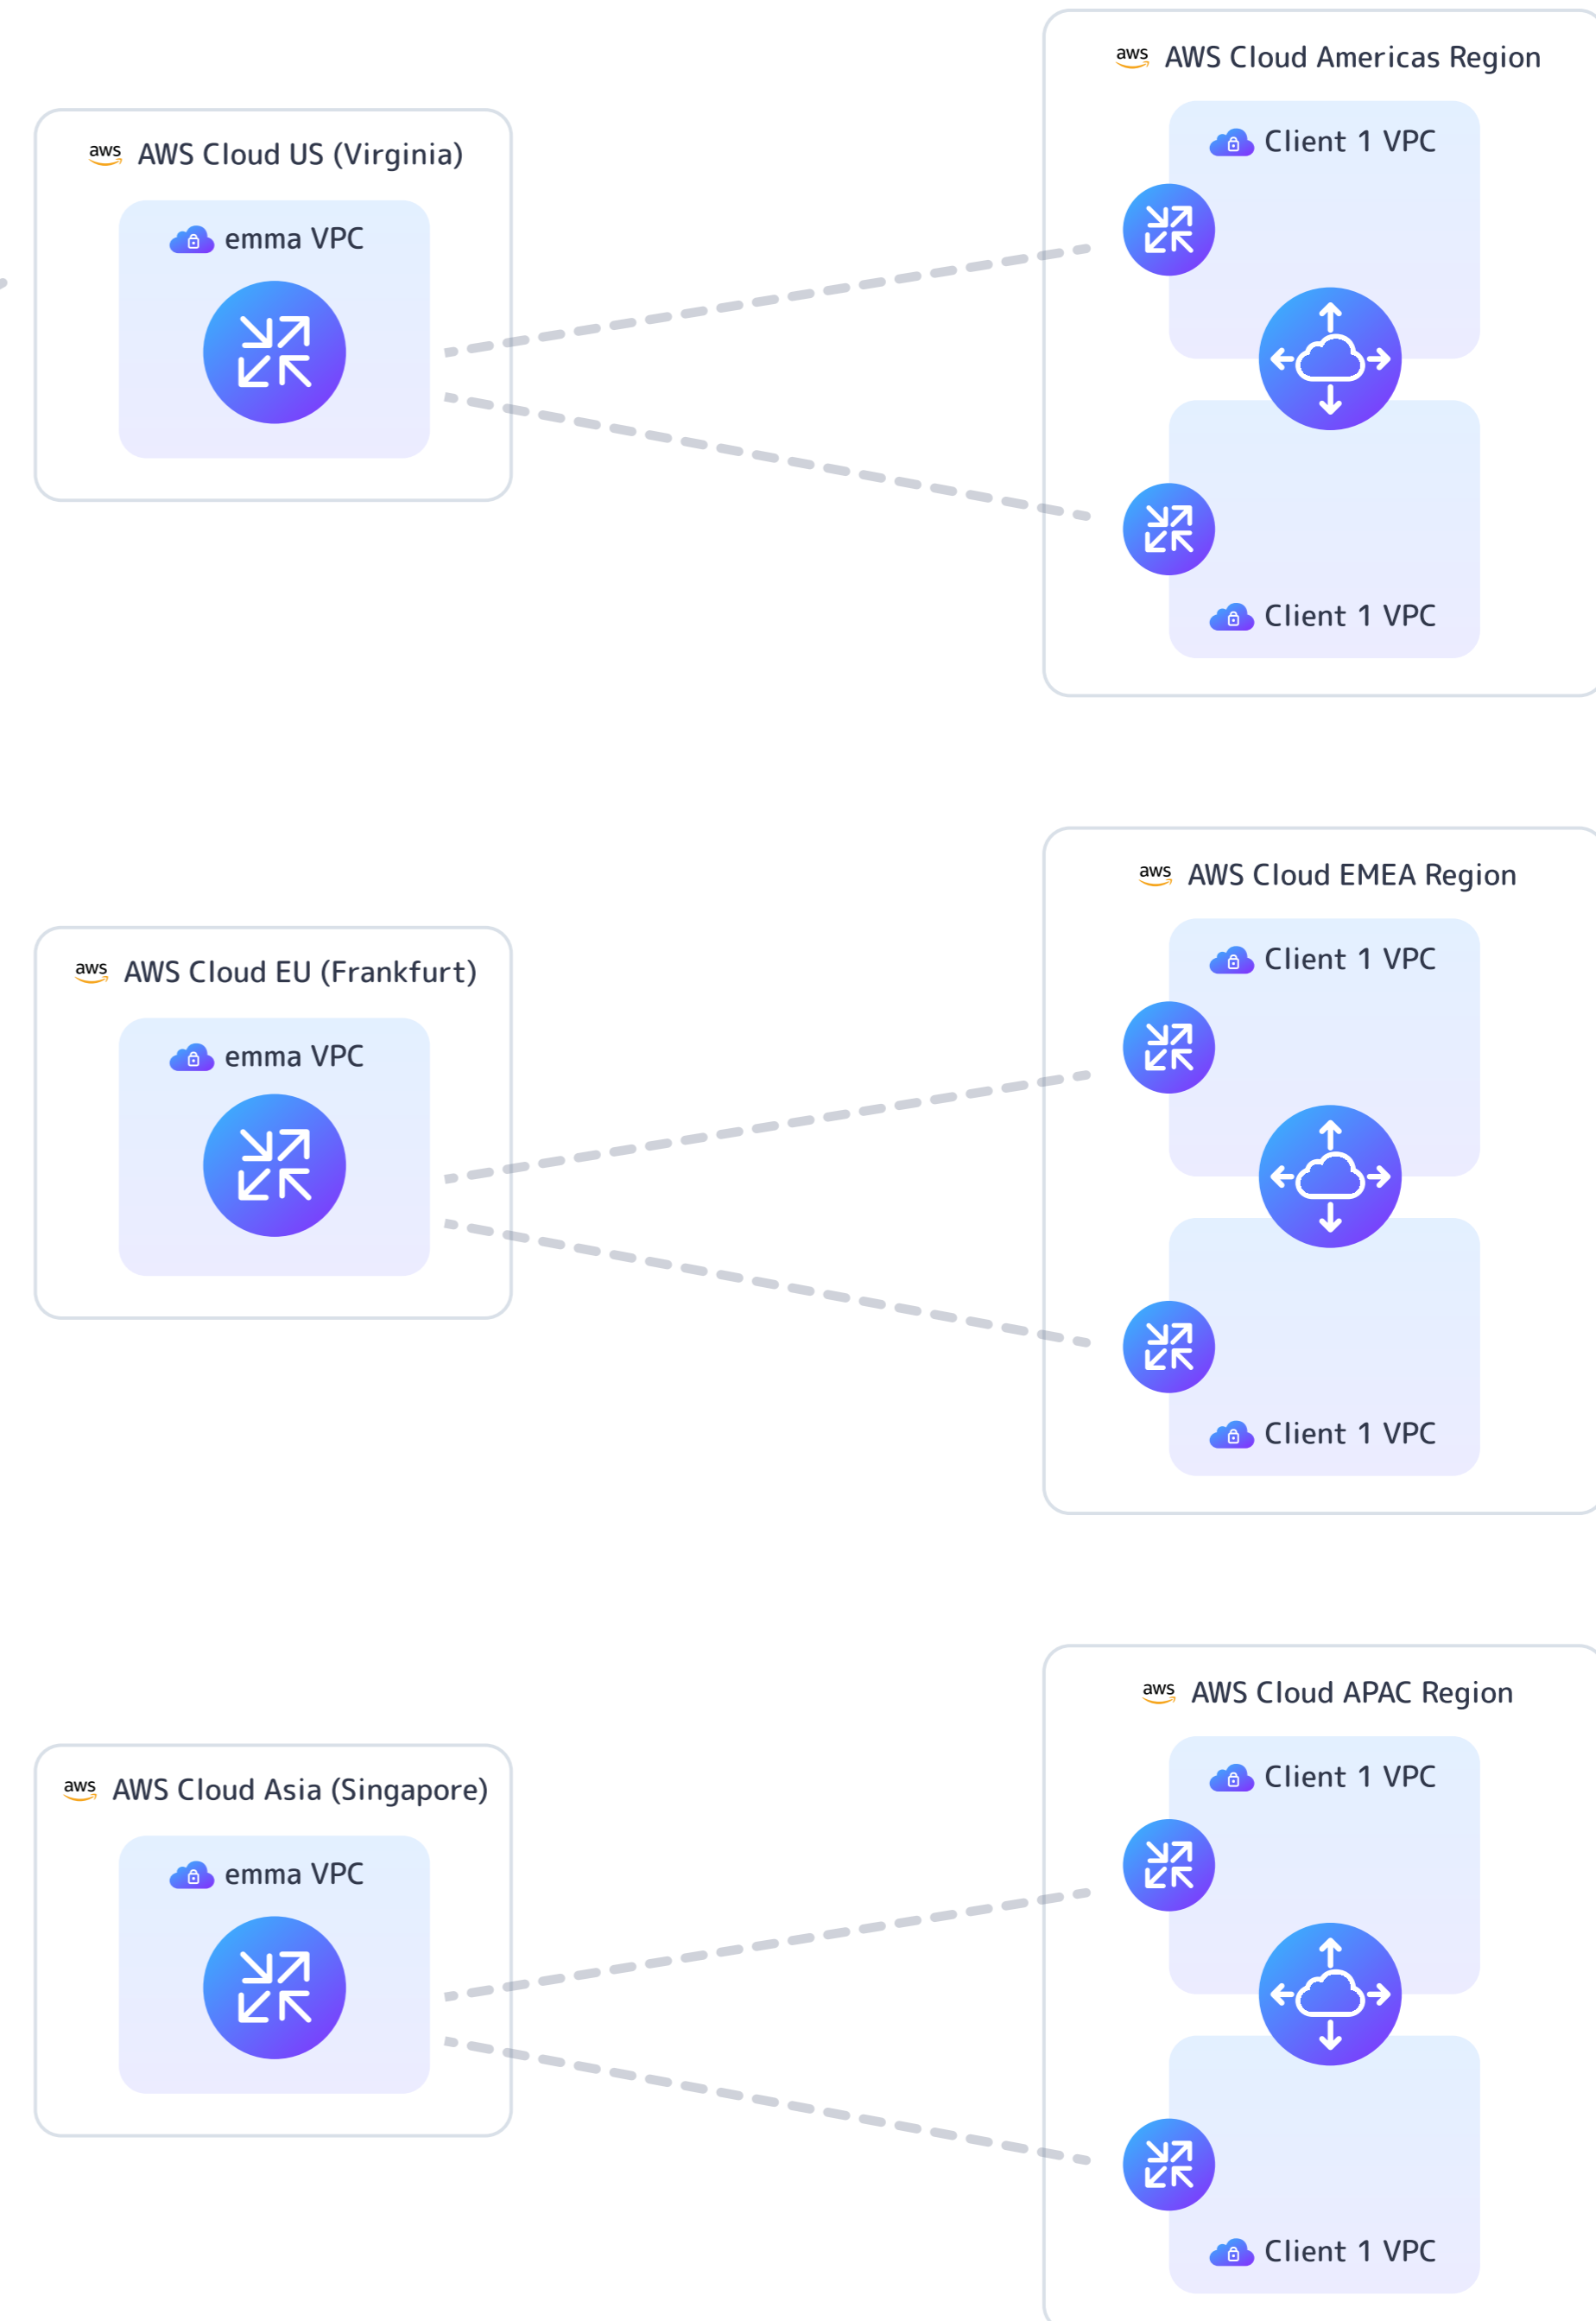 aws AWS Cloud Americas Region
Client 1 VPC
aws AWS Cloud US (Virginia)
emma VPC
Client 1 VPC
aws AWS Cloud EMEA Region
Client 1 VPC
aws AWS Cloud EU (Frankfurt)
emma VPC
Client 1 VPC
aws AWS Cloud APAC Region
Client 1 VPC
aws AWS Cloud Asia (Singapore)
emma VPC
Client 1 VPC